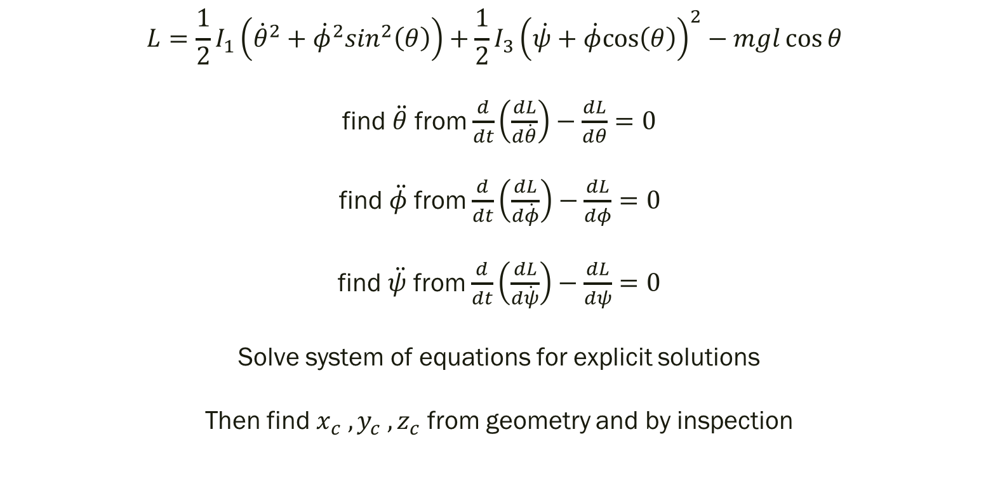 L = \frac{1}{2} I_1 \left( \dot{\theta}^2 + \dot{\phi}^2 sin^2(\theta) \right) + \frac{1}{2} I_3 \left( \dot{\psi} + \dot{\phi} \cos(\theta) \right)^2 - mgl \cos \theta
find \ddot{\theta} from \frac{d}{dt} \left( \frac{dL}{d\dot{\theta}} \right) - \frac{dL}{d\theta} = 0
find \ddot{\phi} from \frac{d}{dt} \left( \frac{dL}{d\dot{\phi}} \right) - \frac{dL}{d\phi} = 0
find \ddot{\psi} from \frac{d}{dt} \left( \frac{dL}{d\dot{\psi}} \right) - \frac{dL}{d\psi} = 0
Solve system of equations for explicit solutions
Then find x_c , y_c , z_c from geometry and by inspection